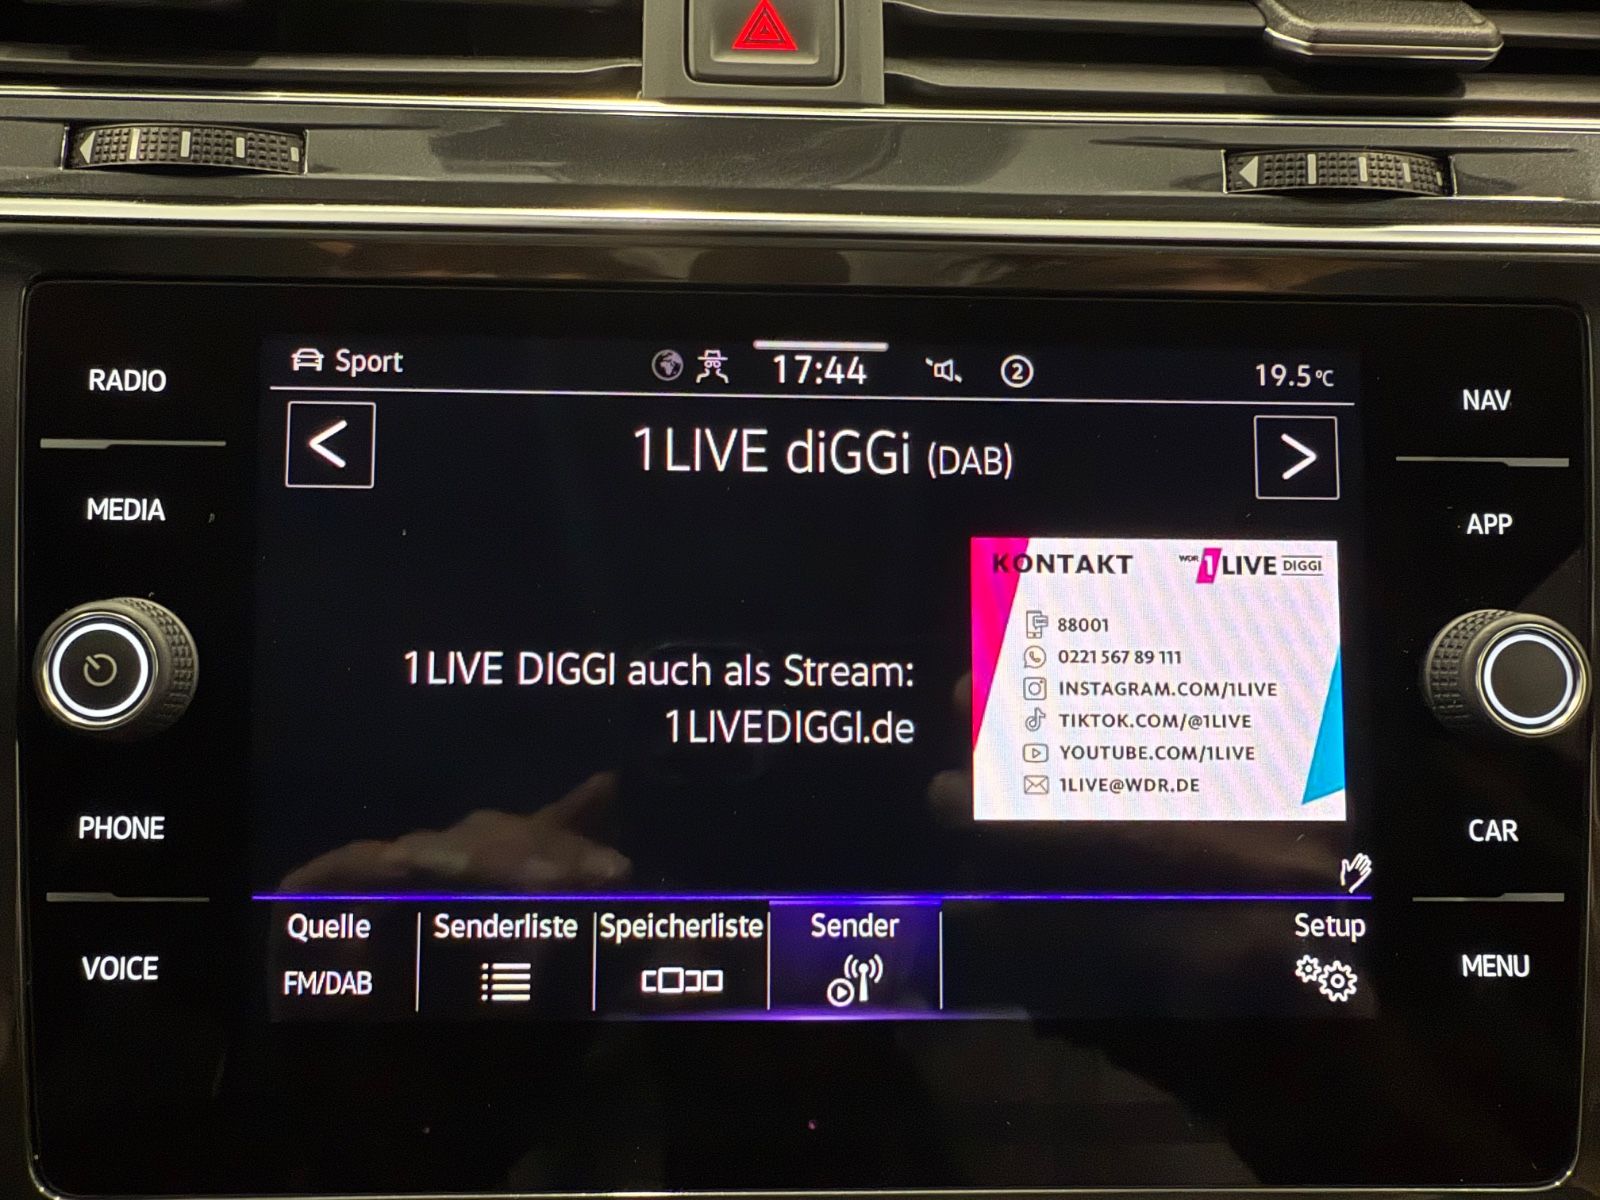 Sport
17:44
2
19.5°C
RADIO
MEDIA
PHONE
VOICE
NAV
APP
CAR
MENU
1LIVE diGGi (DAB)
1LIVE DIGGI auch als Stream:
1LIVEDIGGI.de
KONTAKT
WDR 1LIVE DIGGI
88001
0221 567 89 111
INSTAGRAM.COM/1LIVE
TIKTOK.COM/@1LIVE
YOUTUBE.COM/1LIVE
1LIVE@WDR.DE
Quelle
FM/DAB
Senderliste
Speicherliste
Sender
Setup